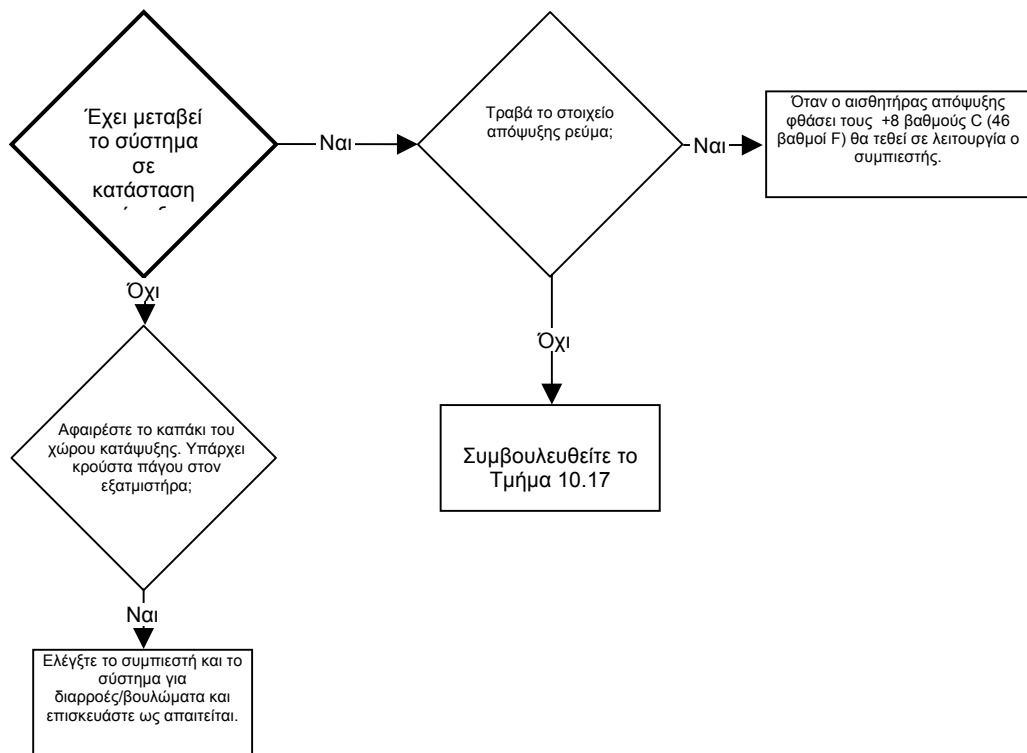 Έχει μεταβεί
το σύστημα
σε
κατάσταση
Ναι
Τραβά το στοιχείο
απόψυξης ρεύμα;
Ναι
Όταν ο αισθητήρας απόψυξης
φθάσει τους +8 βαθμούς C (46
βαθμοί F) θα τεθεί σε λειτουργία ο
συμπιεστής.
Όχι
Όχι
Αφαιρέστε το καπάκι του
χώρου κατάψυξης. Υπάρχει
κρούστα πάγου στον
εξατμιστήρα;
Συμβουλευθείτε το
Τμήμα 10.17
Ναι
Ελέγξτε το συμπιεστή και το
σύστημα για
διαρροές/βουλώματα και
επισκευάστε ως απαιτείται.